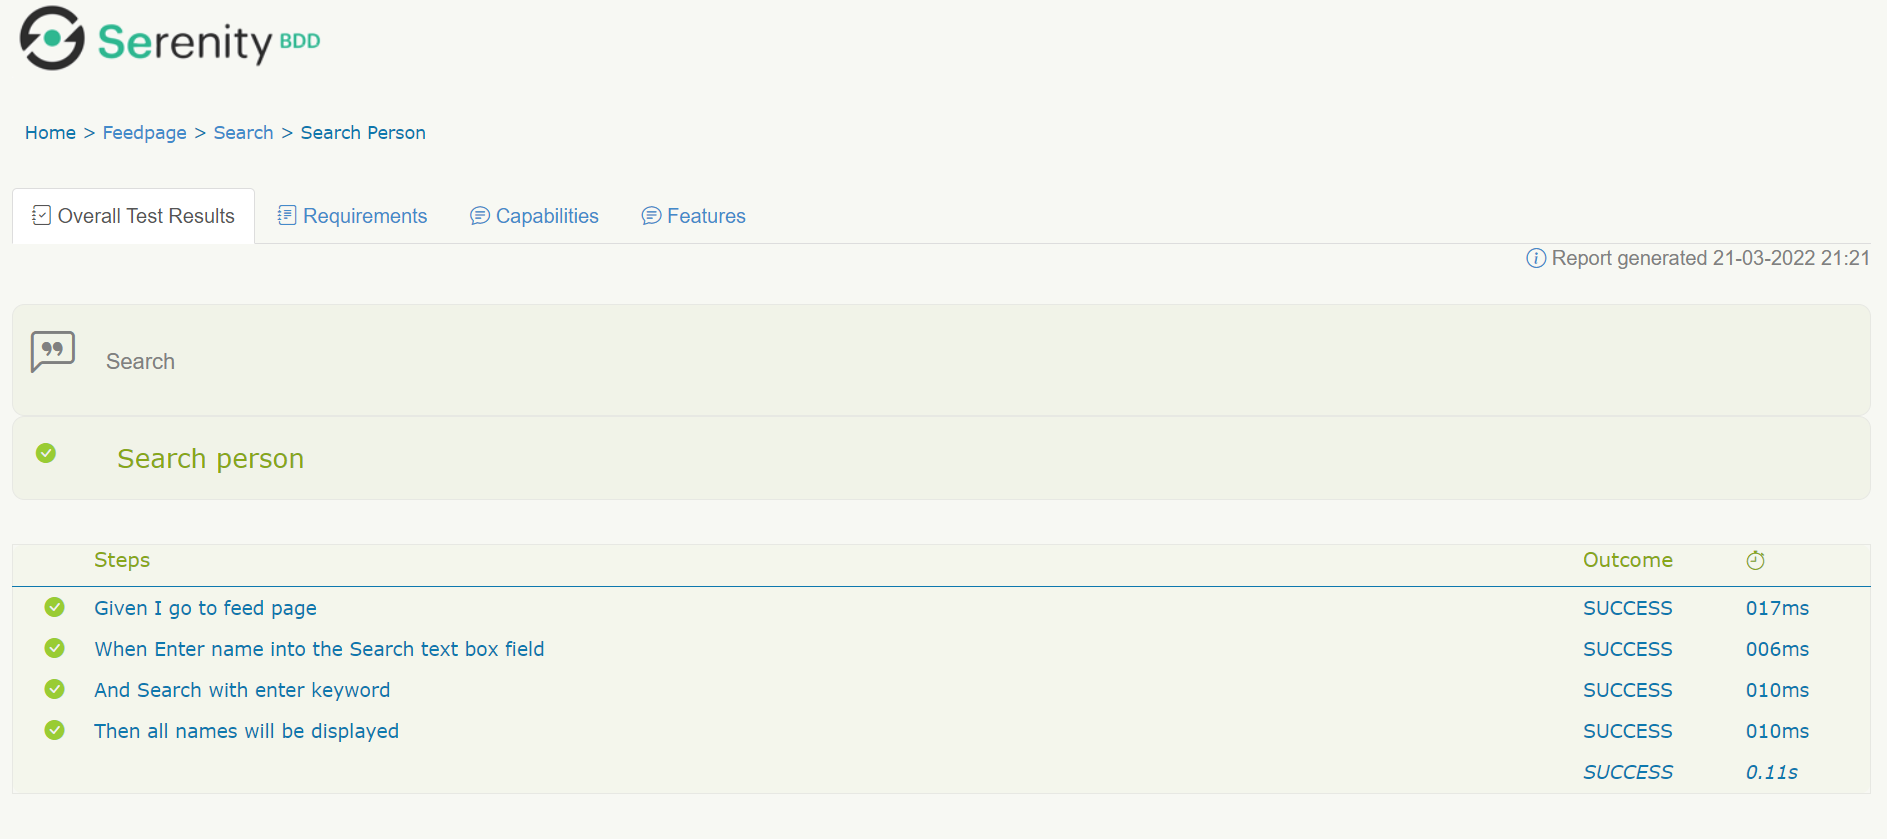 Serenity BDD
Home > Feedpage > Search > Search Person
Overall Test Results Requirements Capabilities Features
Report generated 21-03-2022 21:21
Search
Search person
Steps Outcome
Given I go to feed page SUCCESS 017ms
When Enter name into the Search text box field SUCCESS 006ms
And Search with enter keyword SUCCESS 010ms
Then all names will be displayed SUCCESS 010ms
SUCCESS 0.11s